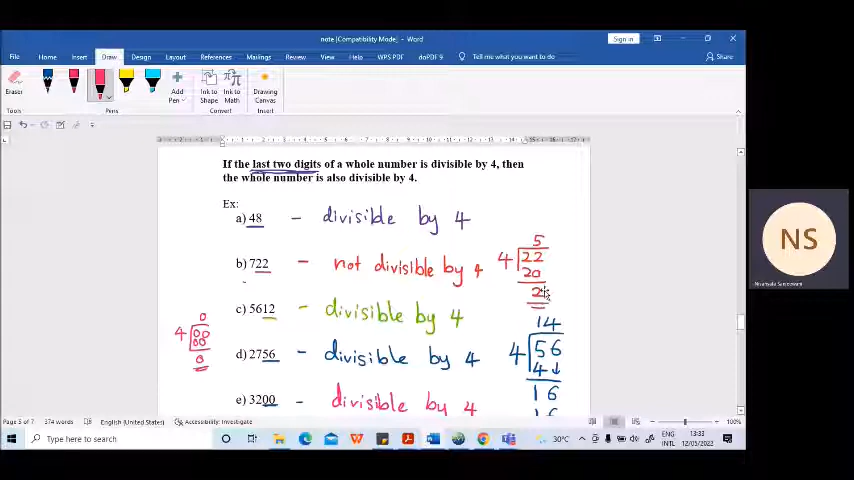 note [Compatibility Mode] - Word
Sign in
File Home Insert Draw Design Layout References Mailings Review View Help WPS PDF doPDF 9 Tell me what you want to do
Share
Eraser
Add Pen
Ink to Shape
Ink to Math
Drawing Canvas
Tools
Pens
Convert
Insert
If the last two digits of a whole number is divisible by 4, then
the whole number is also divisible by 4.
Ex:
a) 48 - divisible by 4
5
b) 722 - not divisible by 4 4 22
20
2
c) 5612 - divisible by 4
0
4 00
00
0
14
d) 2756 - divisible by 4 4 56
4↓
16
e) 3200 - divisible by 4
16
NS
Page 5 of 7 374 words English (United States) Accessibility: Investigate
100%
Type here to search
30°C
ENG
INTL
13:33
12/05/2022